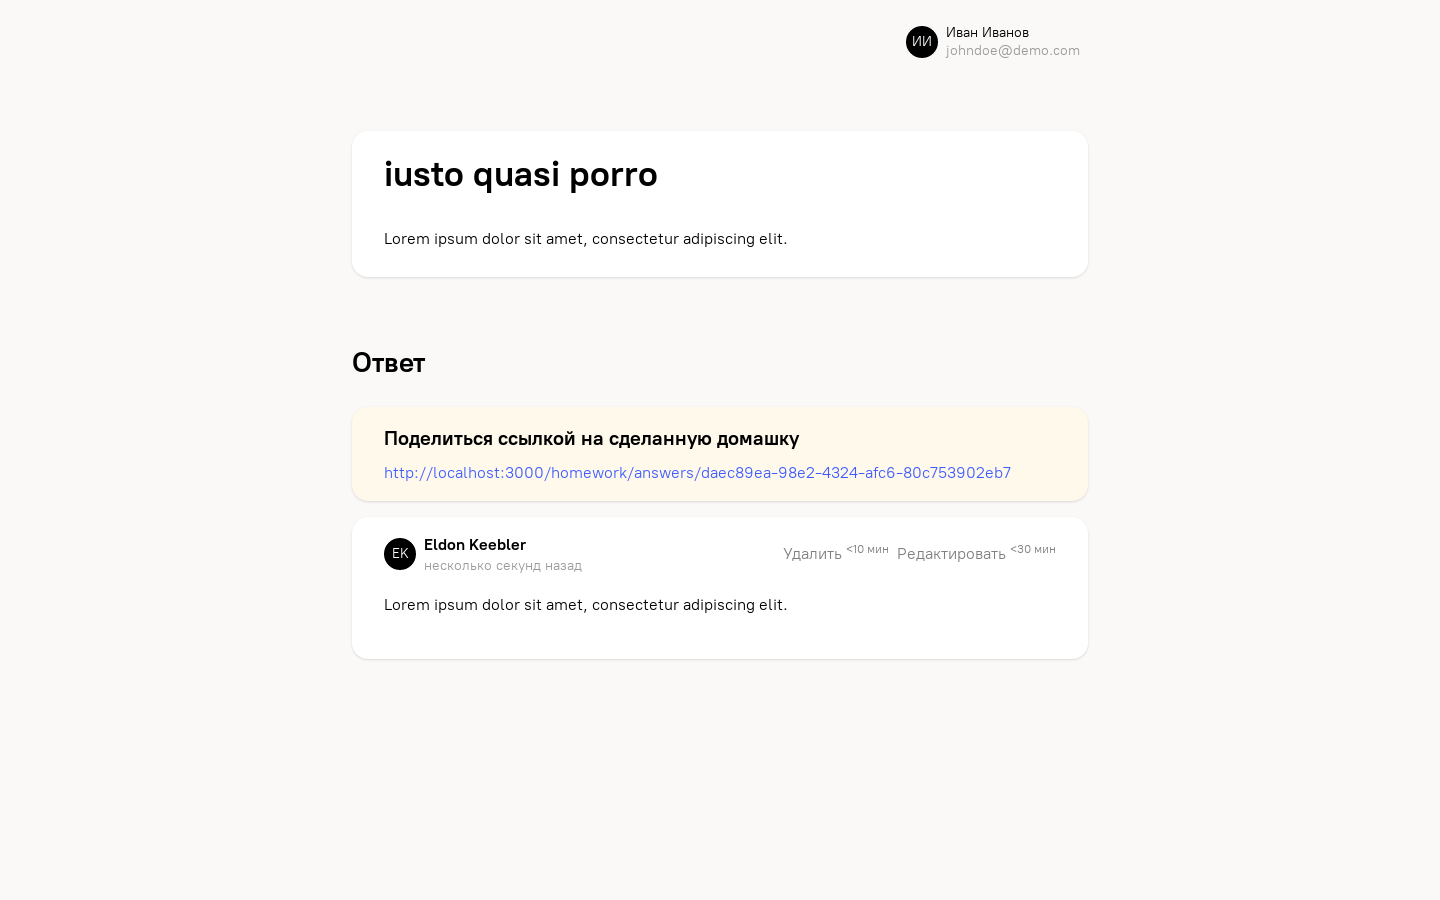 ИИ
Иван Иванов
johndoe@demo.com
iusto quasi porro
Lorem ipsum dolor sit amet, consectetur adipiscing elit.
Ответ
Поделиться ссылкой на сделанную домашку
http://localhost:3000/homework/answers/daec89ea-98e2-4324-afc6-80c753902eb7
EK
Eldon Keebler
несколько секунд назад
Удалить <10 мин Редактировать <30 мин
Lorem ipsum dolor sit amet, consectetur adipiscing elit.